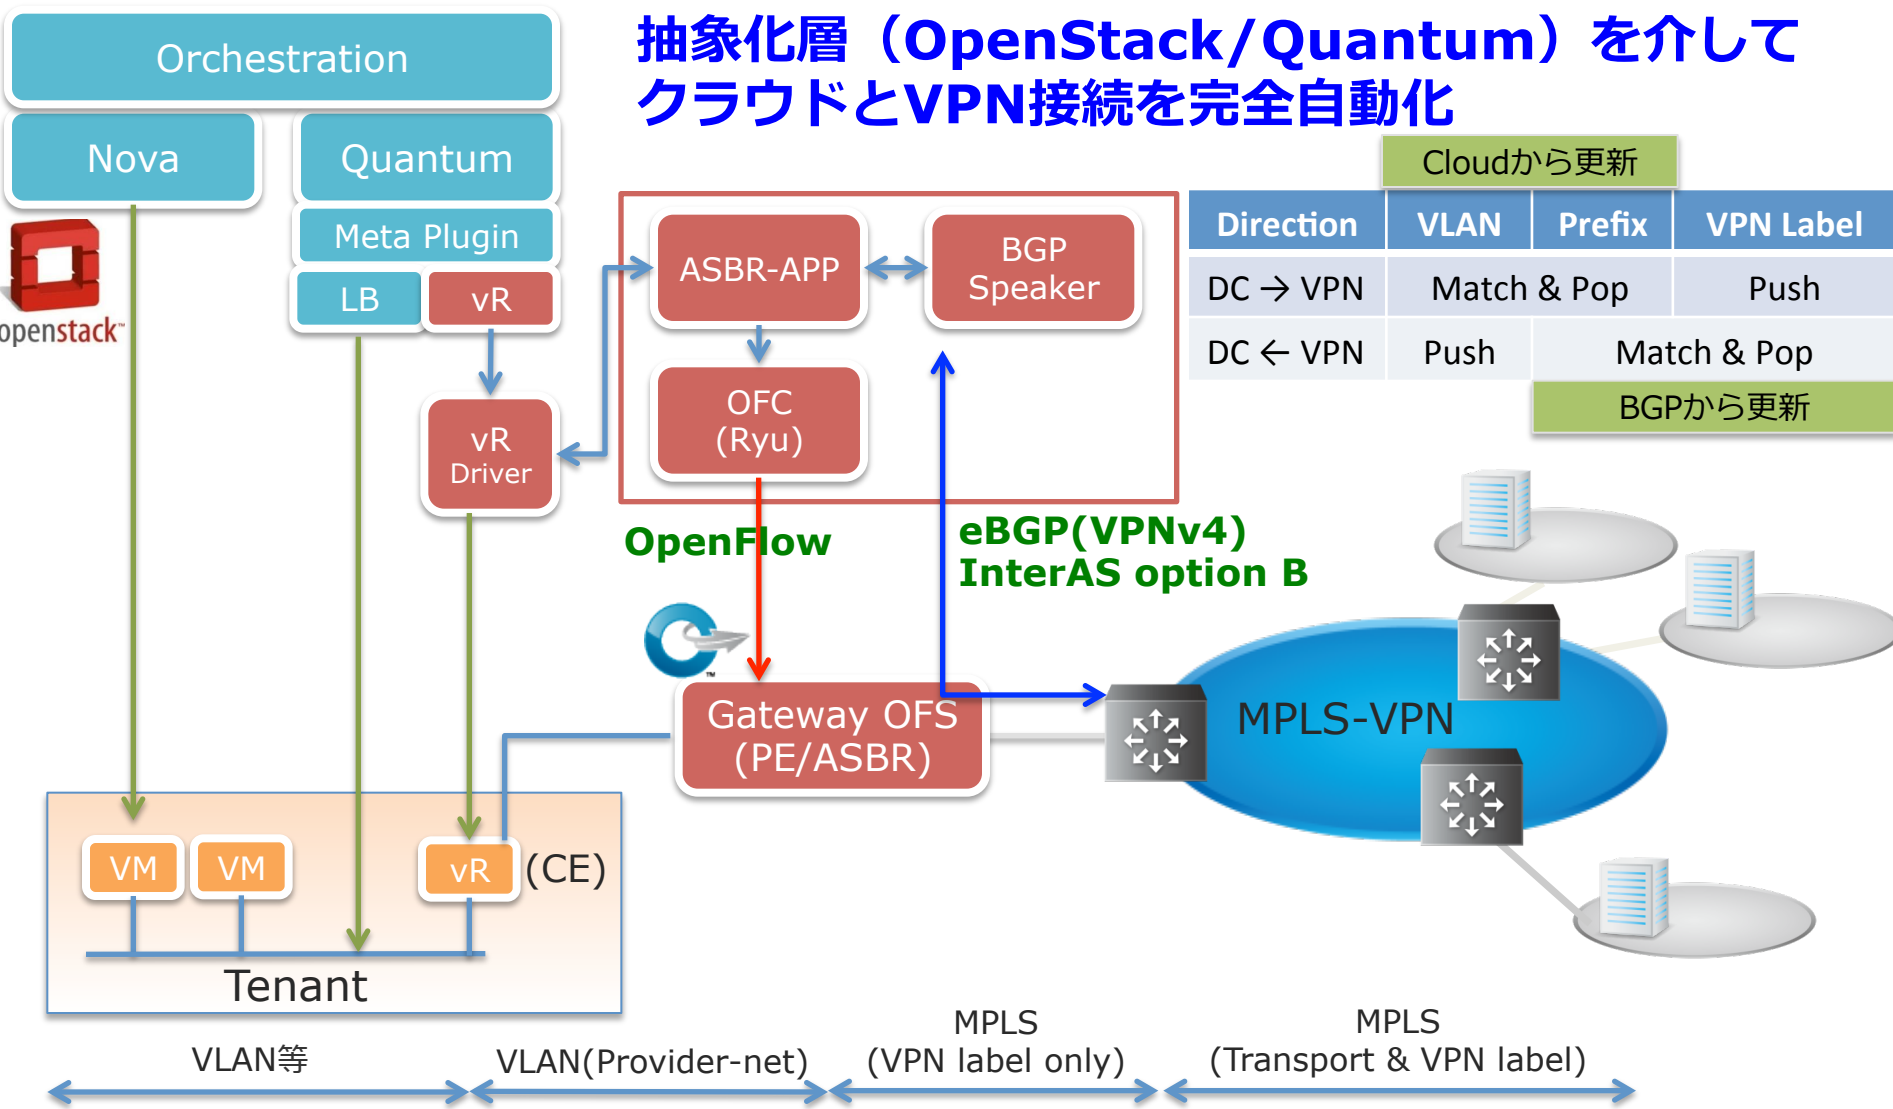 抽象化層（OpenStack/Quantum）を介して
クラウドとVPN接続を完全自動化
Orchestration
Nova
Quantum
Meta Plugin
LB
vR
openstack™
vR
Driver
ASBR-APP
BGP
Speaker
OFC
(Ryu)
Cloudから更新
Direction VLAN Prefix VPN Label
DC → VPN Match & Pop Push
DC ← VPN Push Match & Pop
BGPから更新
OpenFlow
eBGP(VPNv4)
InterAS option B
TM
Gateway OFS
(PE/ASBR)
MPLS-VPN
VM
VM
vR
(CE)
Tenant
VLAN等
VLAN(Provider-net)
MPLS
(VPN label only)
MPLS
(Transport & VPN label)